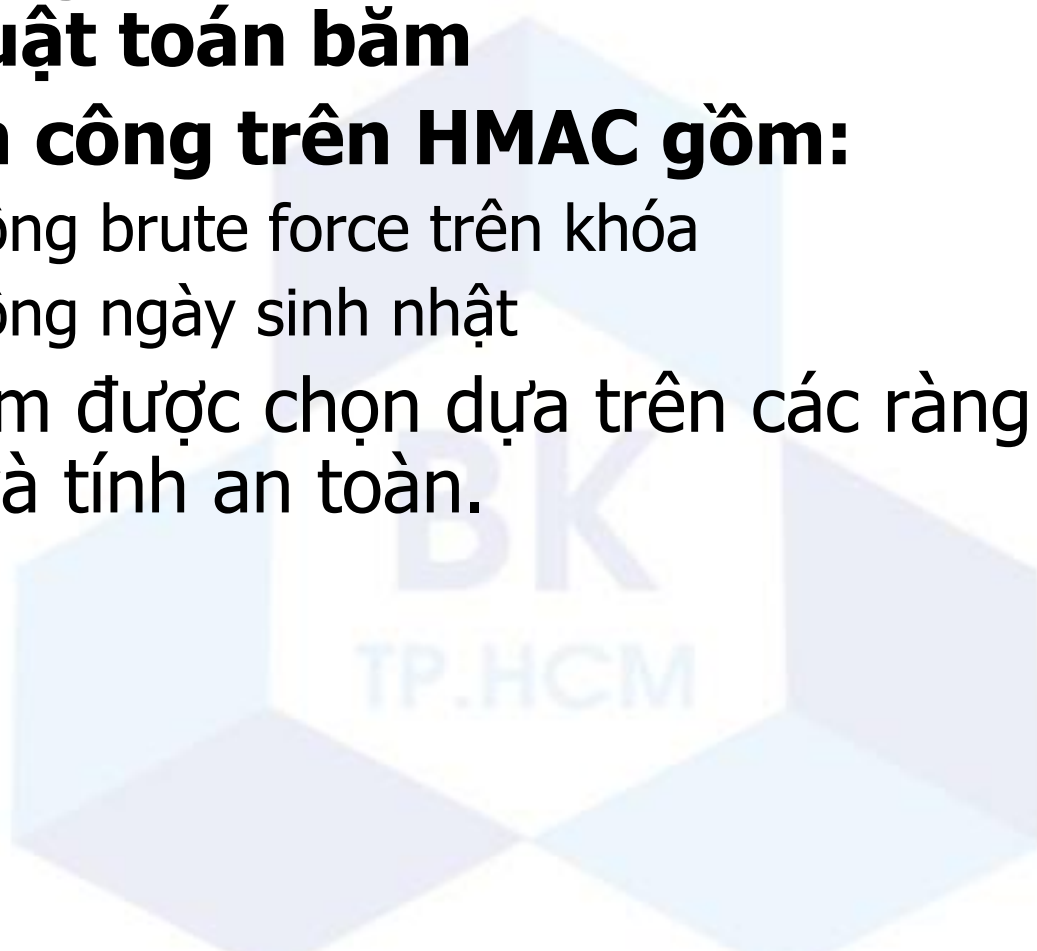 uật toán băm
công trên HMAC gồm:
ông brute force trên khóa
ông ngày sinh nhật
m được chọn dựa trên các ràng
và tính an toàn.
BK
TP.HCM